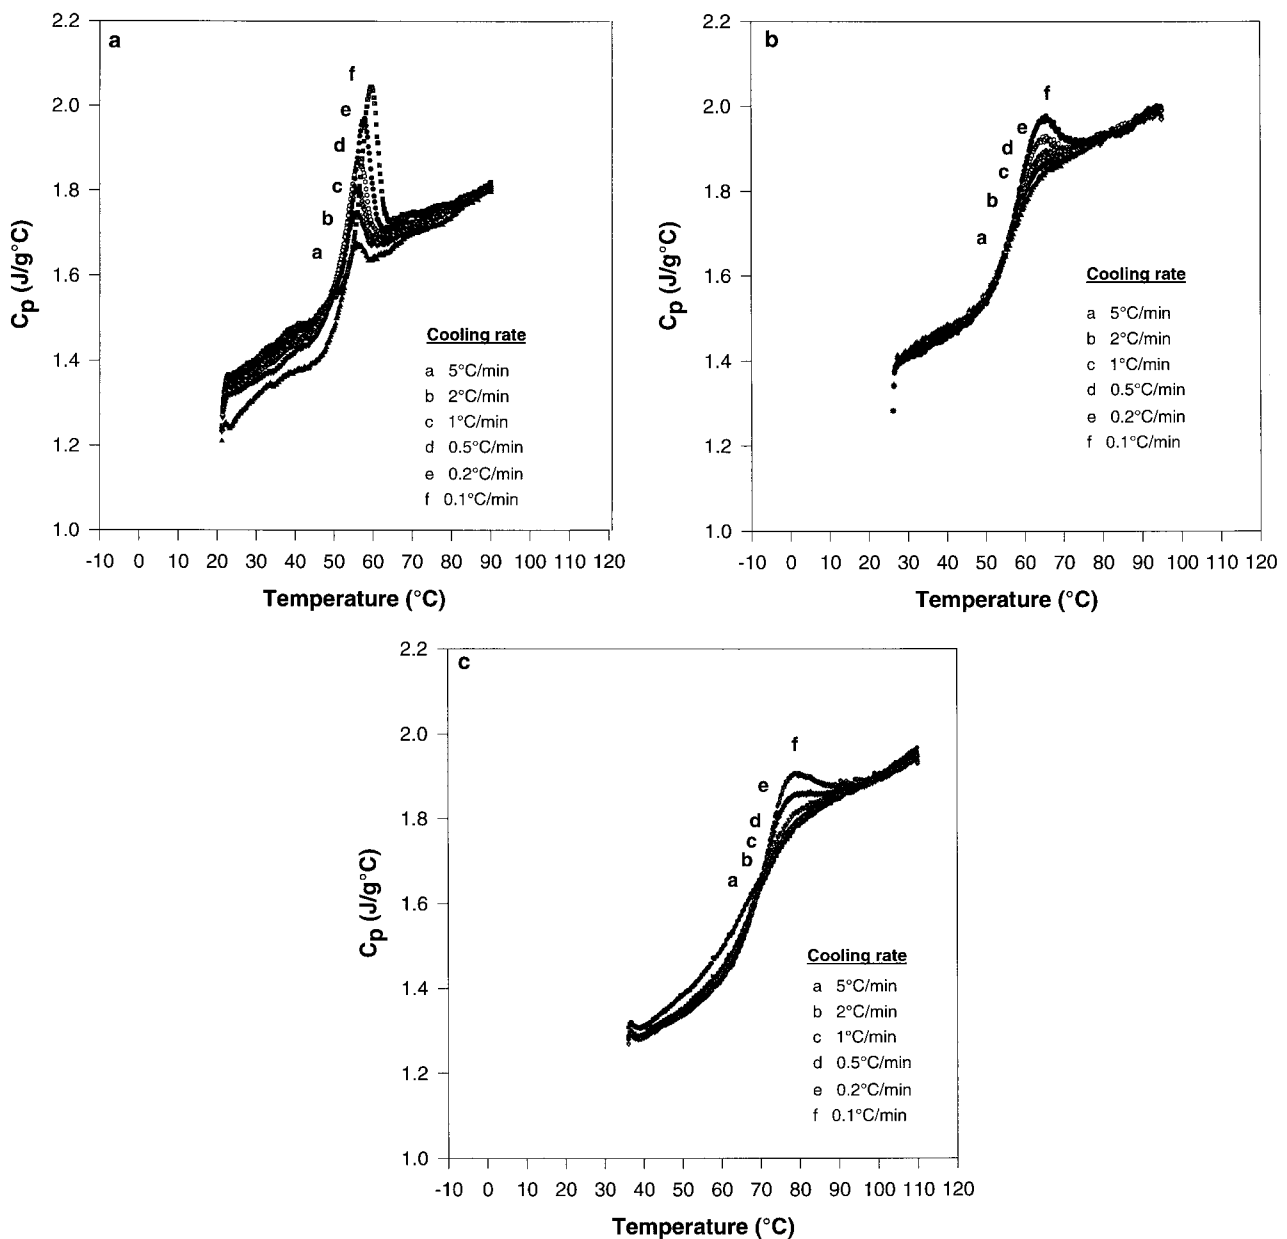 a
2.2
2.0
1.8
1.6
1.4
1.2
1.0
Cp (J/g°C)
f
e
d
c
b
a
Cooling rate
a 5°C/min
b 2°C/min
c 1°C/min
d 0.5°C/min
e 0.2°C/min
f 0.1°C/min
-10 0 10 20 30 40 50 60 70 80 90 100 110 120
Temperature (°C)
b
2.2
2.0
1.8
1.6
1.4
1.2
1.0
Cp (J/g°C)
f
e
d
c
b
a
Cooling rate
a 5°C/min
b 2°C/min
c 1°C/min
d 0.5°C/min
e 0.2°C/min
f 0.1°C/min
-10 0 10 20 30 40 50 60 70 80 90 100 110 120
Temperature (°C)
c
2.2
2.0
1.8
1.6
1.4
1.2
1.0
Cp (J/g°C)
f
e
d
c
b
a
Cooling rate
a 5°C/min
b 2°C/min
c 1°C/min
d 0.5°C/min
e 0.2°C/min
f 0.1°C/min
-10 0 10 20 30 40 50 60 70 80 90 100 110 120
Temperature (°C)